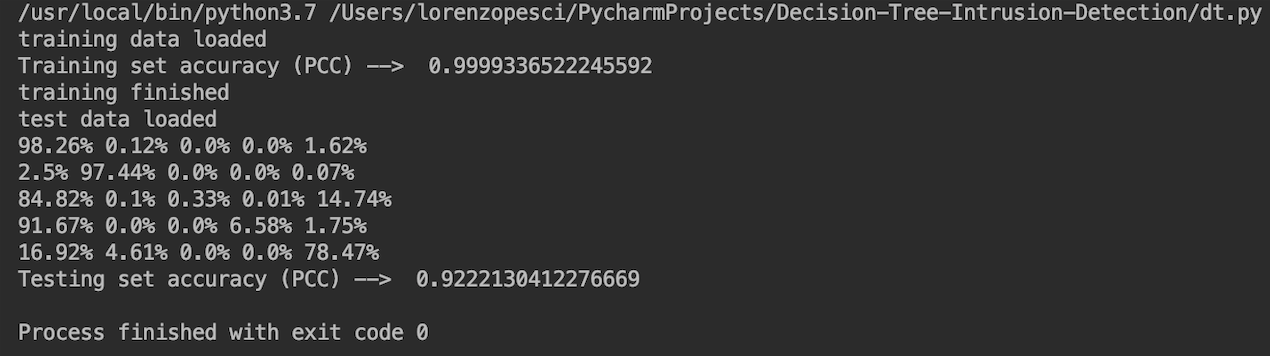 /usr/local/bin/python3.7 /Users/lorenzopesci/PycharmProjects/Decision-Tree-Intrusion-Detection/dt.py
training data loaded
Training set accuracy (PCC) —–>  0.9999336522245592
training finished
test data loaded
98.26% 0.12% 0.0% 0.0% 1.62%
2.5% 97.44% 0.0% 0.0% 0.07%
84.82% 0.1% 0.33% 0.01% 14.74%
91.67% 0.0% 0.0% 6.58% 1.75%
16.92% 4.61% 0.0% 0.0% 78.47%
Testing set accuracy (PCC) —–>  0.9222130412276669
Process finished with exit code 0